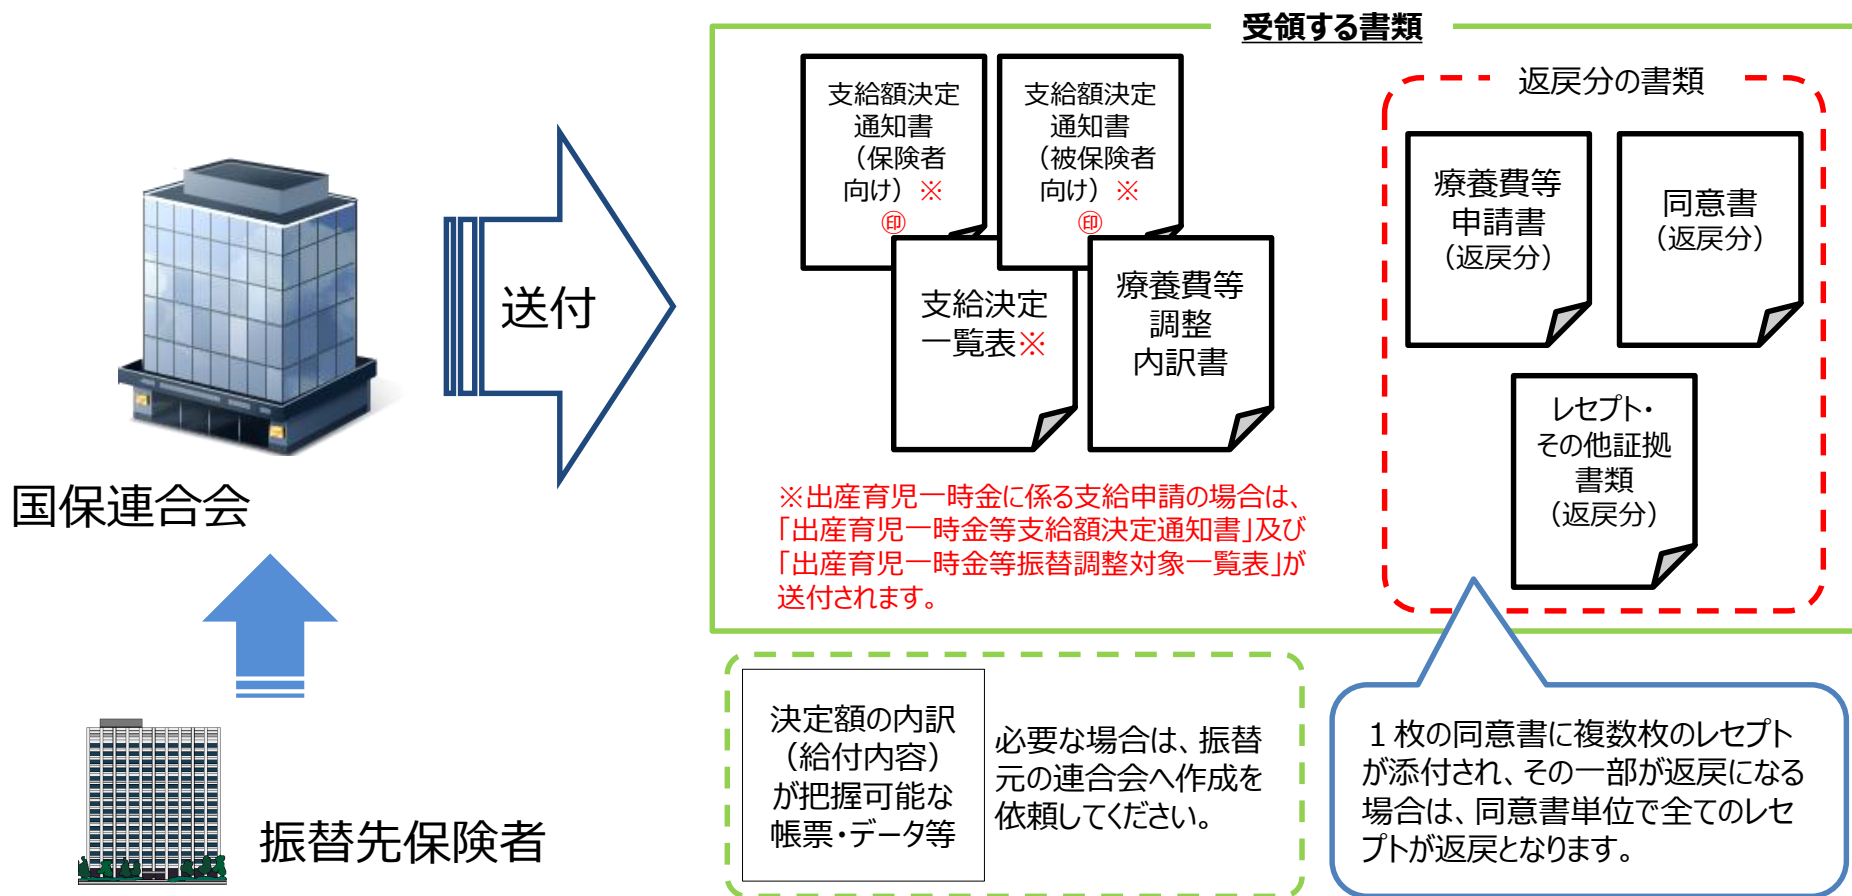 受領する書類
支給額決定
通知書
（保険者
向け）※
㊞
支給額決定
通知書
（被保険者
向け）※
㊞
支給決定
一覧表※
療養費等
調整
内訳書
返戻分の書類
療養費等
申請書
（返戻分）
同意書
（返戻分）
レセプト・
その他証拠
書類
（返戻分）
送付
国保連合会
※出産育児一時金に係る支給申請の場合は、
「出産育児一時金等支給額決定通知書」及び
「出産育児一時金等振替調整対象一覧表」が
送付されます。
振替先保険者
決定額の内訳
（給付内容）
が把握可能な
帳票・データ等
必要な場合は、振替
元の連合会へ作成を
依頼してください。
１枚の同意書に複数枚のレセプト
が添付され、その一部が返戻になる
場合は、同意書単位で全てのレセ
プトが返戻となります。